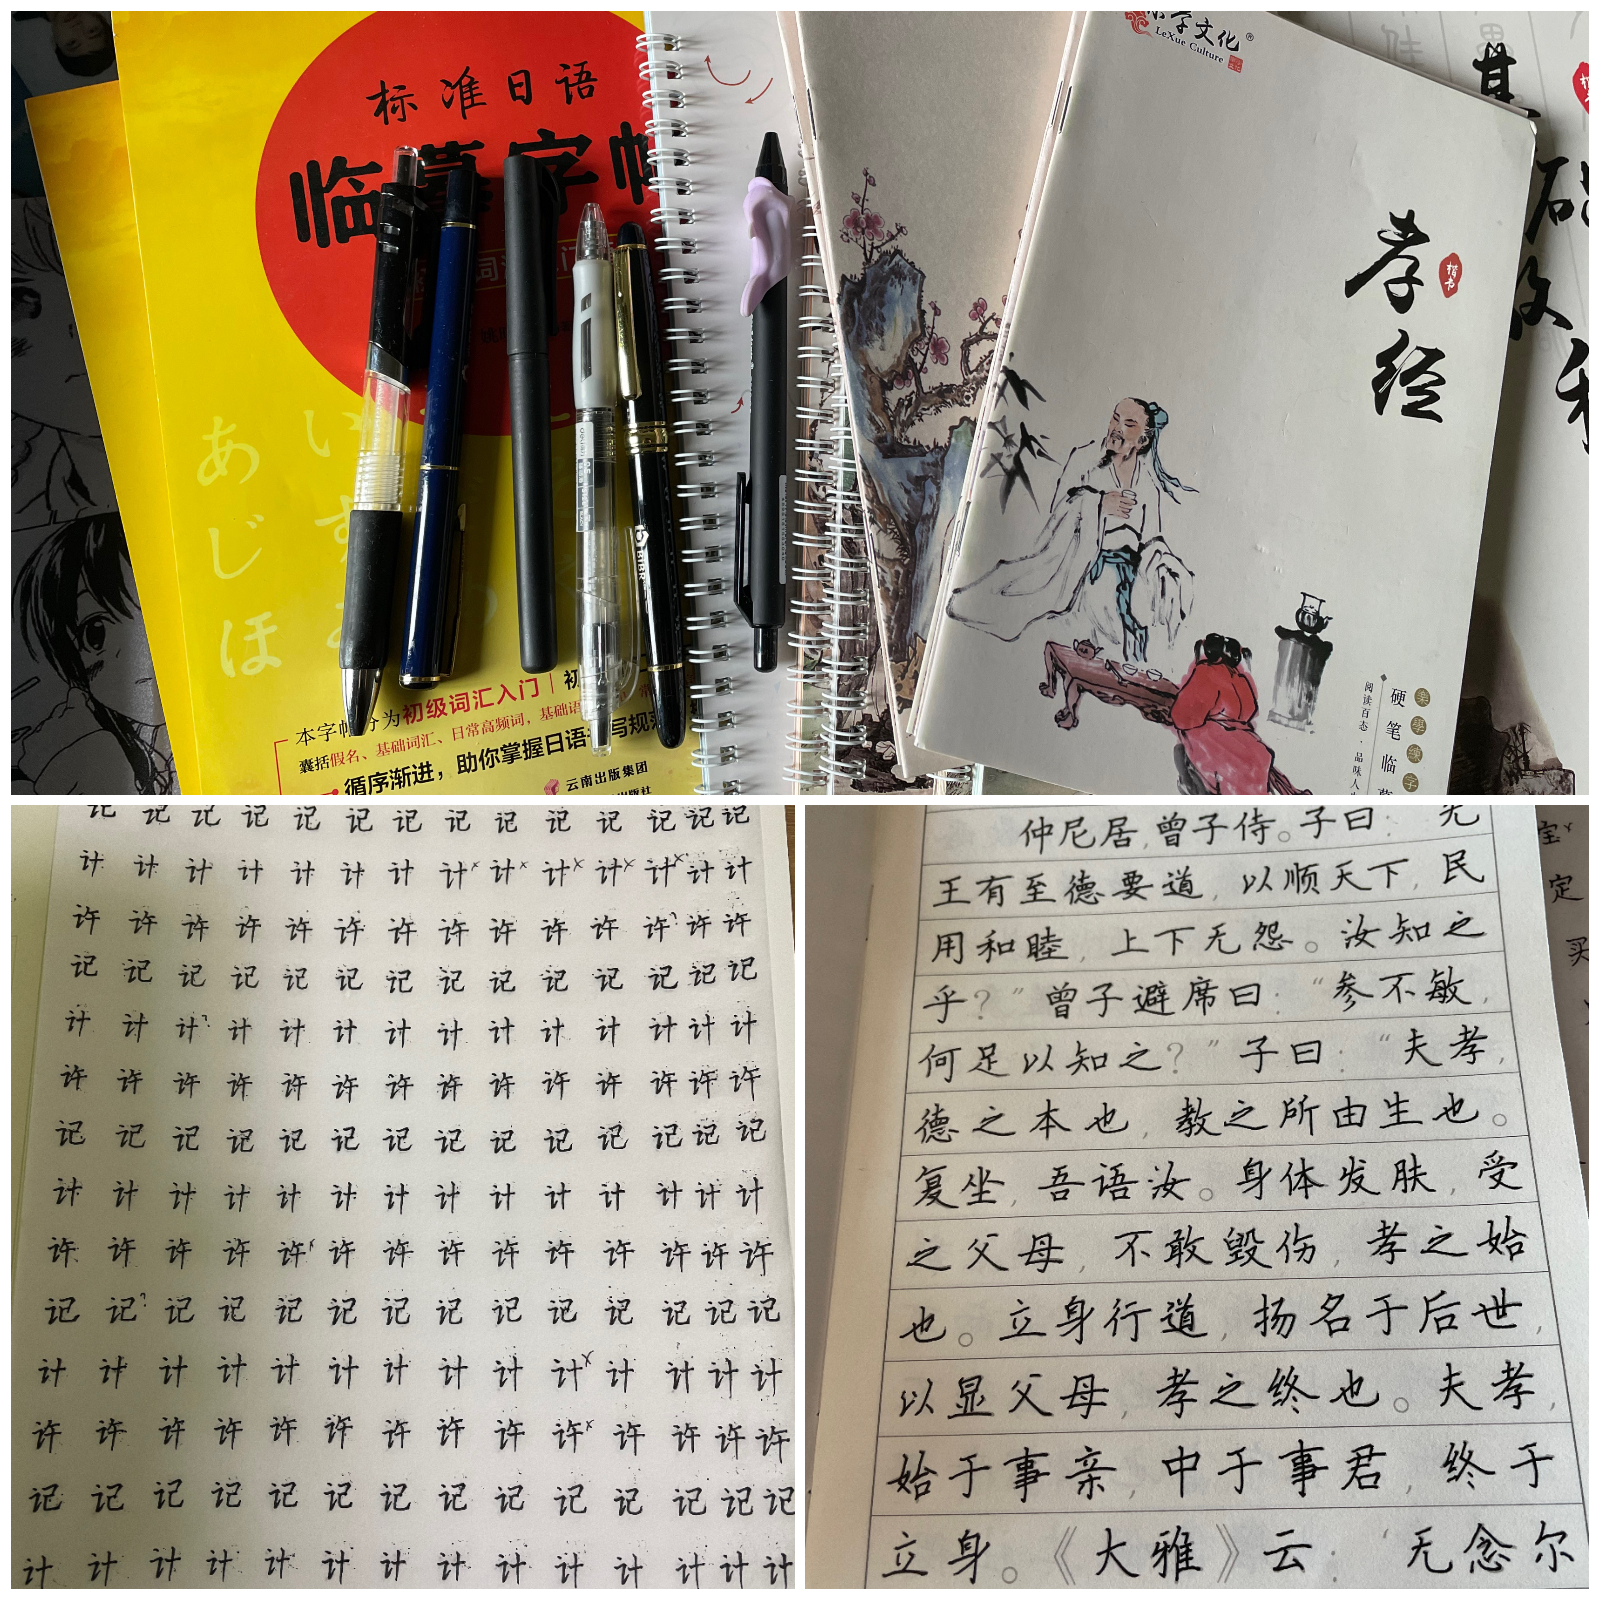 标准日语
临摹字帖
あ い
じ す
ほ
本字帖分为初级词汇入门
囊括假名、基础词汇、日常高频词,基础语
循序渐进,助你掌握日语书写规范
云南出版集团
乐学文化®
LeXue Culture
孝经
楷书
硬笔临摹
阅读百态·品味人生
基础教程
记 记 记 记 记 记 记 记 记 记 记 记 记 记
计 计 计 计 计 计 计 计 计 计 计 计 计 计
许 许 许 许 许 许 许 许 许 许 许 许 许 许
记 记 记 记 记 记 记 记 记 记 记 记 记 记
计 计 计 计 计 计 计 计 计 计 计 计 计 计
许 许 许 许 许 许 许 许 许 许 许 许 许 许
记 记 记 记 记 记 记 记 记 记 记 记 记 记
计 计 计 计 计 计 计 计 计 计 计 计 计 计
许 许 许 许 许 许 许 许 许 许 许 许 许 许
记 记 记 记 记 记 记 记 记 记 记 记 记 记
计 计 计 计 计 计 计 计 计 计 计 计 计 计
许 许 许 许 许 许 许 许 许 许 许 许 许 许
记 记 记 记 记 记 记 记 记 记 记 记 记 记
计 计 计 计 计 计 计 计 计 计 计 计 计 计
仲尼居,曾子侍。子曰:“先
王有至德要道,以顺天下,民
用和睦,上下无怨。汝知之
乎?”曾子避席曰:“参不敏,
何足以知之?”子曰:“夫孝,
德之本也,教之所由生也。
复坐,吾语汝。身体发肤,受
之父母,不敢毁伤,孝之始
也。立身行道,扬名于后世,
以显父母,孝之终也。夫孝,
始于事亲,中于事君,终于
立身。《大雅》云:‘无念尔